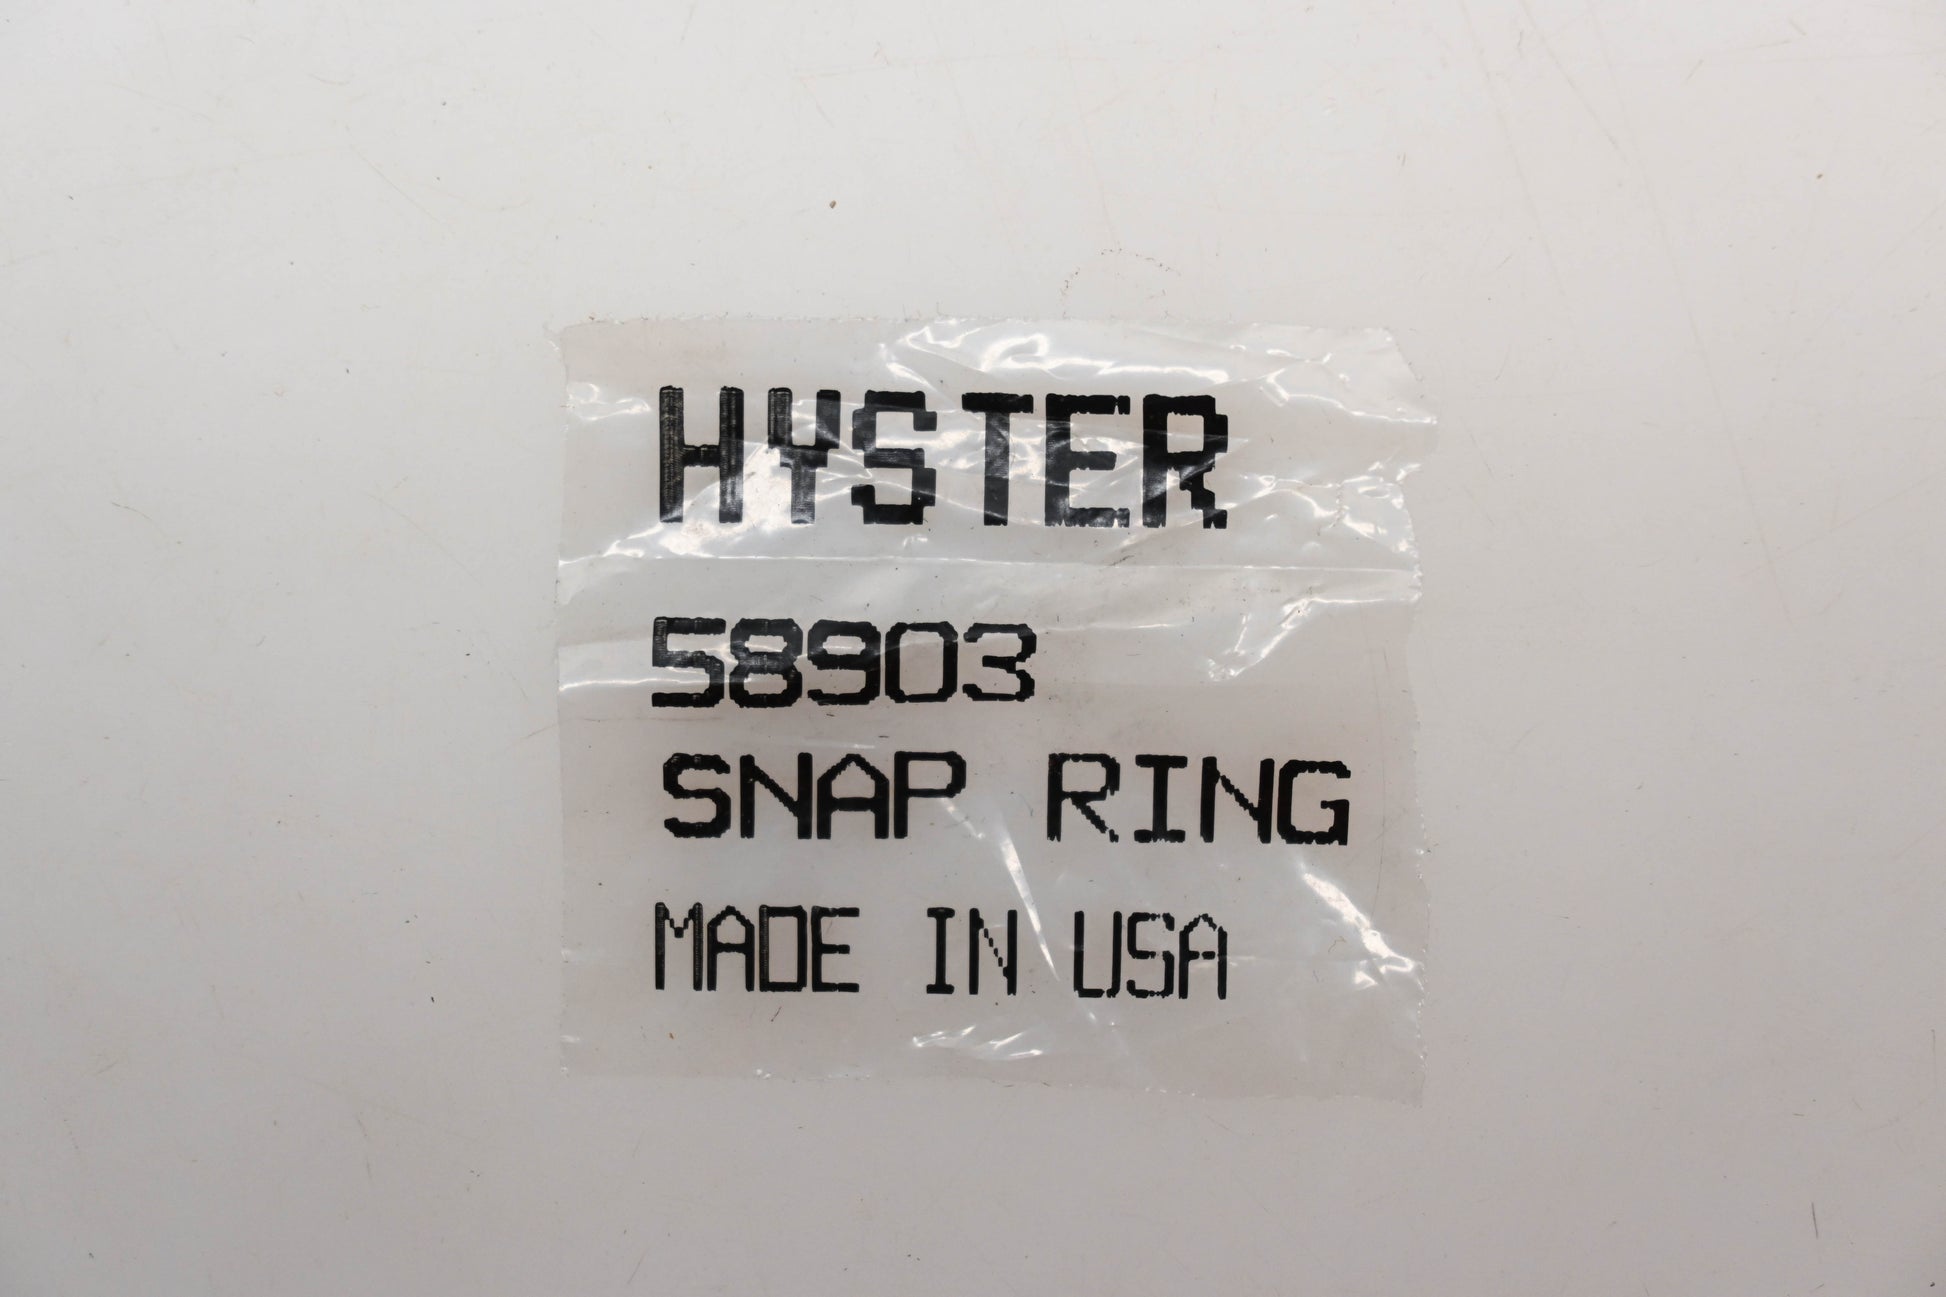 HYSTER
58903
SNAP RING
MADE IN USA